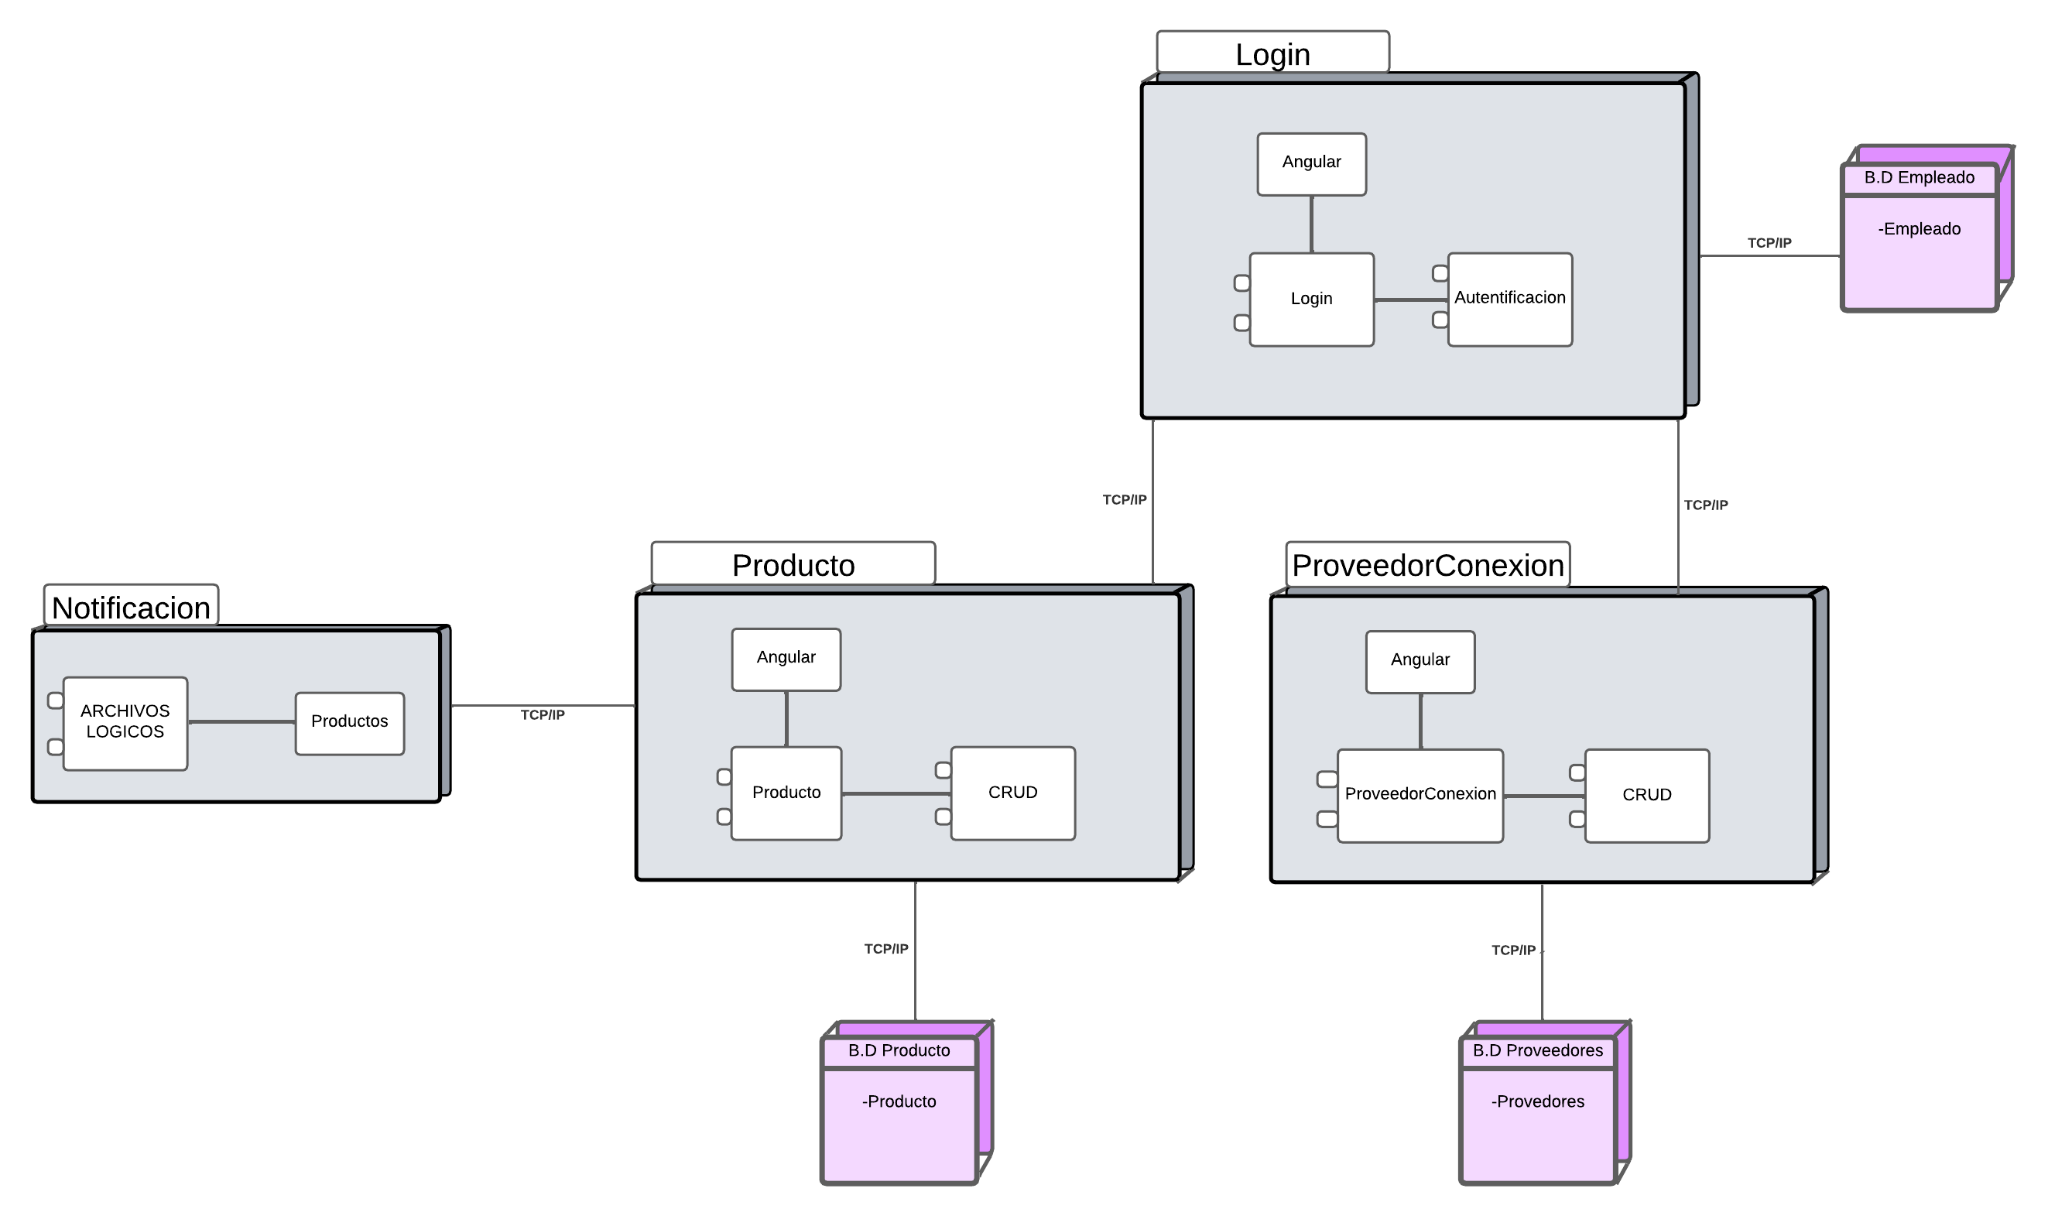 Login
Angular
Login
Autentificacion
B.D Empleado
-Empleado
TCP/IP
TCP/IP
TCP/IP
Notificacion
ARCHIVOS
LOGICOS
Productos
TCP/IP
Producto
Angular
Producto
CRUD
ProveedorConexion
Angular
ProveedorConexion
CRUD
TCP/IP
TCP/IP
B.D Producto
-Producto
B.D Proveedores
-Provedores